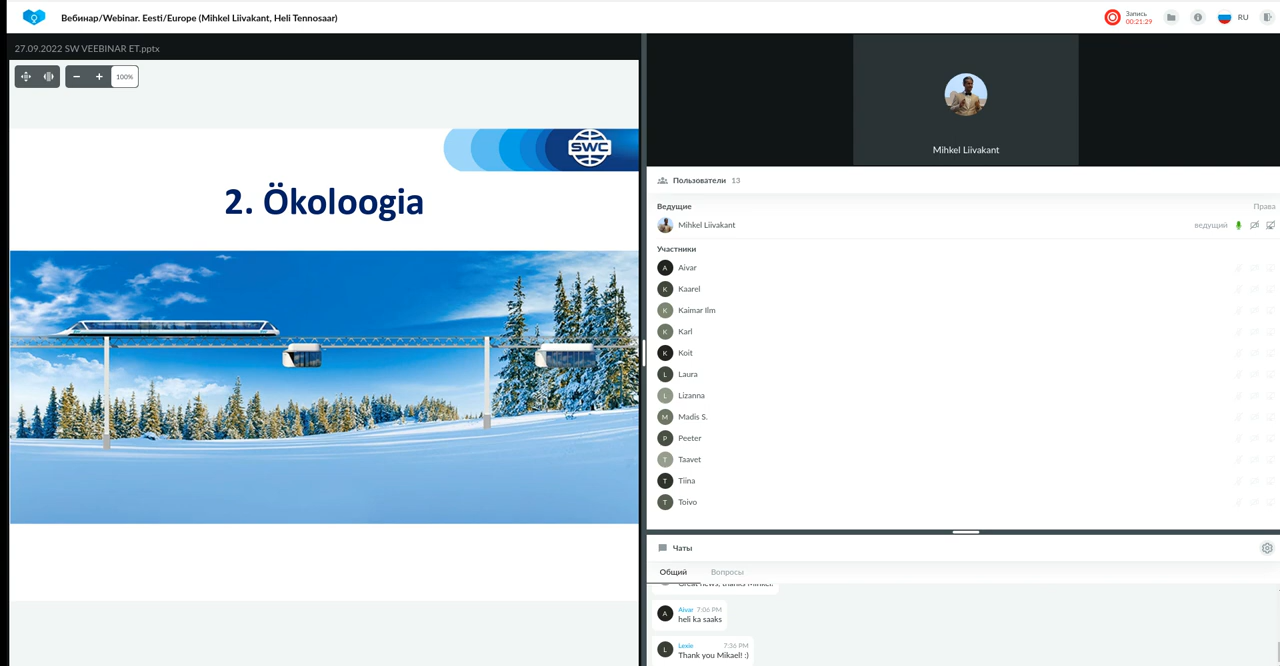 Вебинар/Webinar. Eesti/Europe (Mihkel Liivakant, Heli Tennosaar)
Запись
00:21:29
RU
27.09.2022 SW VEEBINAR ET.pptx
100%
SWC
2. Ökoloogia
Mihkel Liivakant
Пользователи 13
Ведущие Права
Mihkel Liivakant ведущий
Участники
A Aivar
K Kaarel
K Kaimar Ilm
K Karl
K Koit
L Laura
L Lizanna
M Madis S.
P Peeter
T Taavet
T Tiina
T Toivo
Чаты
Общий Вопросы
Great news, thanks Mihkel!
A Aivar 7:06 PM
heli ka saaks
L Lexie 7:36 PM
Thank you Mikael! :)